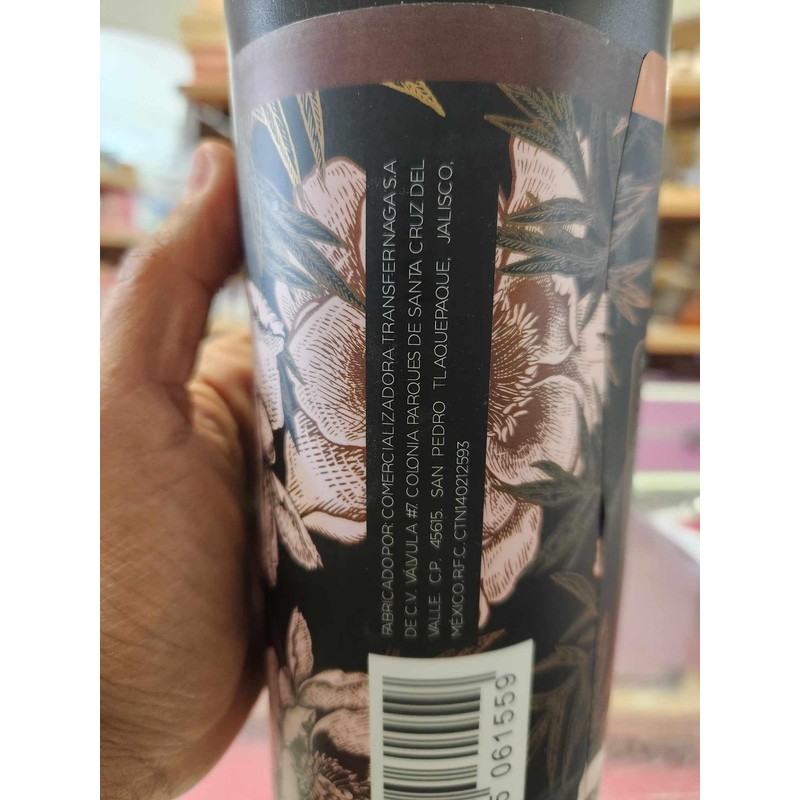 FABRICADO POR: COMERCIALIZADORA TRANSFERNAGA S.A
DE C.V. VÁLVULA #7 COLONIA PARQUES DE SANTA CRUZ DEL
VALLE. C.P. 45615. SAN PEDRO TLAQUEPAQUE, JALISCO,
MÉXICO.R.F.C. CTN140212593
061559